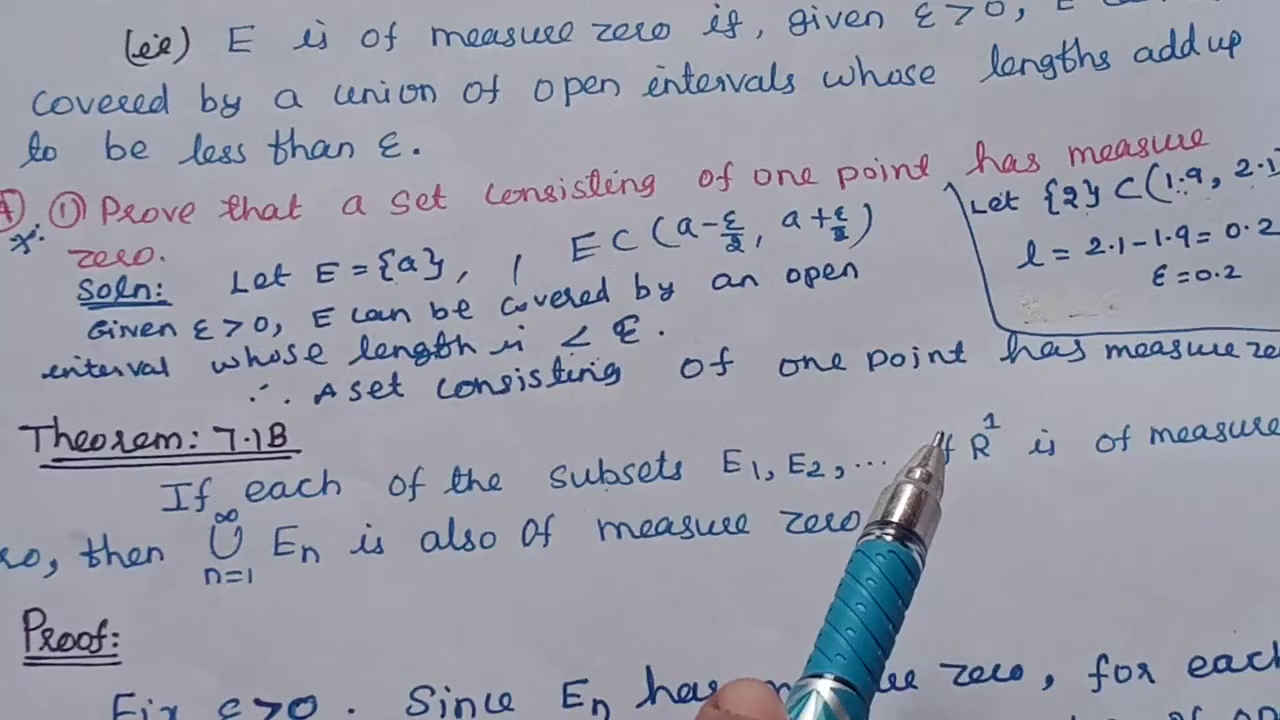 (ii) E is of measure zero if, given ε > 0, E
covered by a union of open intervals whose lengths add up
to be less than ε.
① Prove that a set consisting of one point has measure
zero.
Soln: Let E = {a}, E ⊂ (a - ε/2, a + ε/2)
Given ε > 0, E can be covered by an open
interval whose length is < ε.
∴ A set consisting of one point has measure ze
Let {2} ⊂ (1.9, 2.1)
l = 2.1 - 1.9 = 0.2
ε = 0.2
Theorem: 7.1B
If each of the subsets E₁, E₂, ... R¹ is of measure
ro, then ∞∪n=1 Eₙ is also of measure zero
Proof:
Fix ε > 0. Since Eₙ has zero, for each